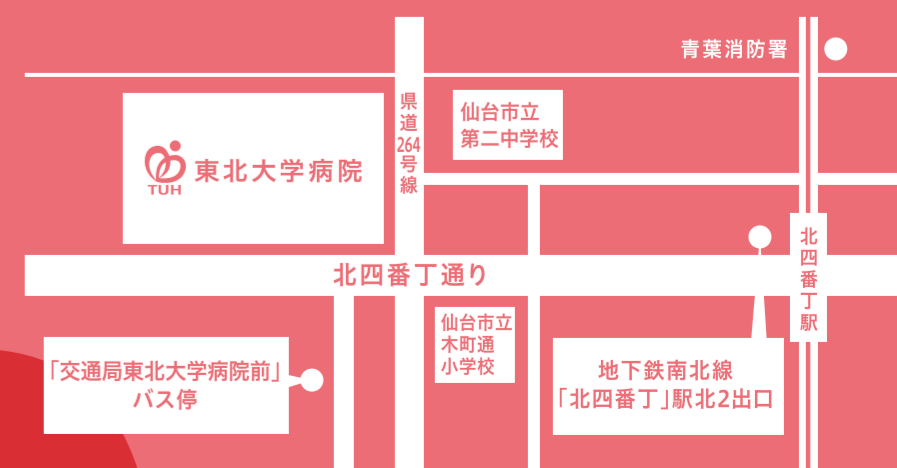 青葉消防署
県道264号線
仙台市立
第二中学校
TUH
東北大学病院
北四番丁駅
北四番丁通り
仙台市立
木町通
小学校
「交通局東北大学病院前」
バス停
地下鉄南北線
「北四番丁」駅北2出口